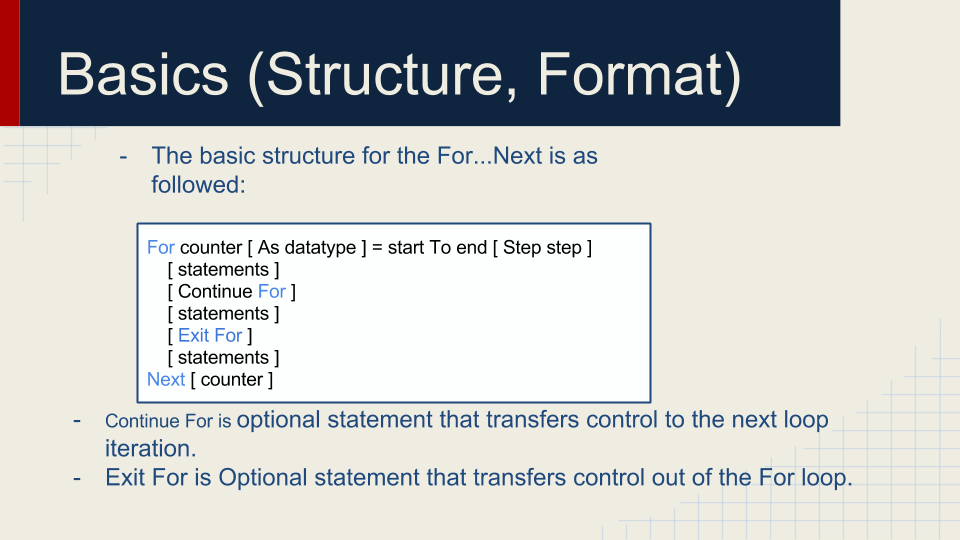 Basics (Structure, Format)
- The basic structure for the For...Next is as
followed:
For counter [ As datatype ] = start To end [ Step step ]
[ statements ]
[ Continue For ]
[ statements ]
[ Exit For ]
[ statements ]
Next [ counter ]
- Continue For is optional statement that transfers control to the next loop
iteration.
- Exit For is Optional statement that transfers control out of the For loop.